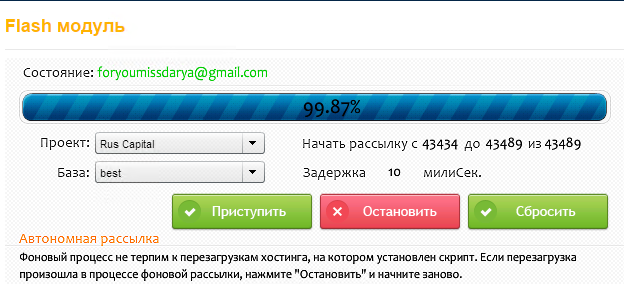 Flash модуль
Состояние: foryoumissdarya@gmail.com
99.87%
Проект: Rus Capital Начать рассылку с 43434 до 43489 из 43489
База: best Задержка 10 милиСек.
Приступить Остановить Сбросить
Автономная рассылка
Фоновый процесс не терпим к перезагрузкам хостинга, на котором установлен скрипт. Если перезагрузка
произошла в процессе фоновой рассылки, нажмите "Остановить" и начните заново.